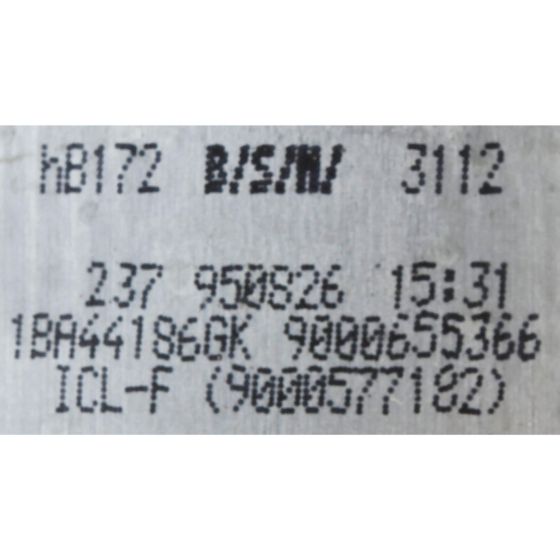 hB172 B/S/H/ 3112
237 950826 15:31
1BA44186GK 9000655366
ICL-F (9000577182)